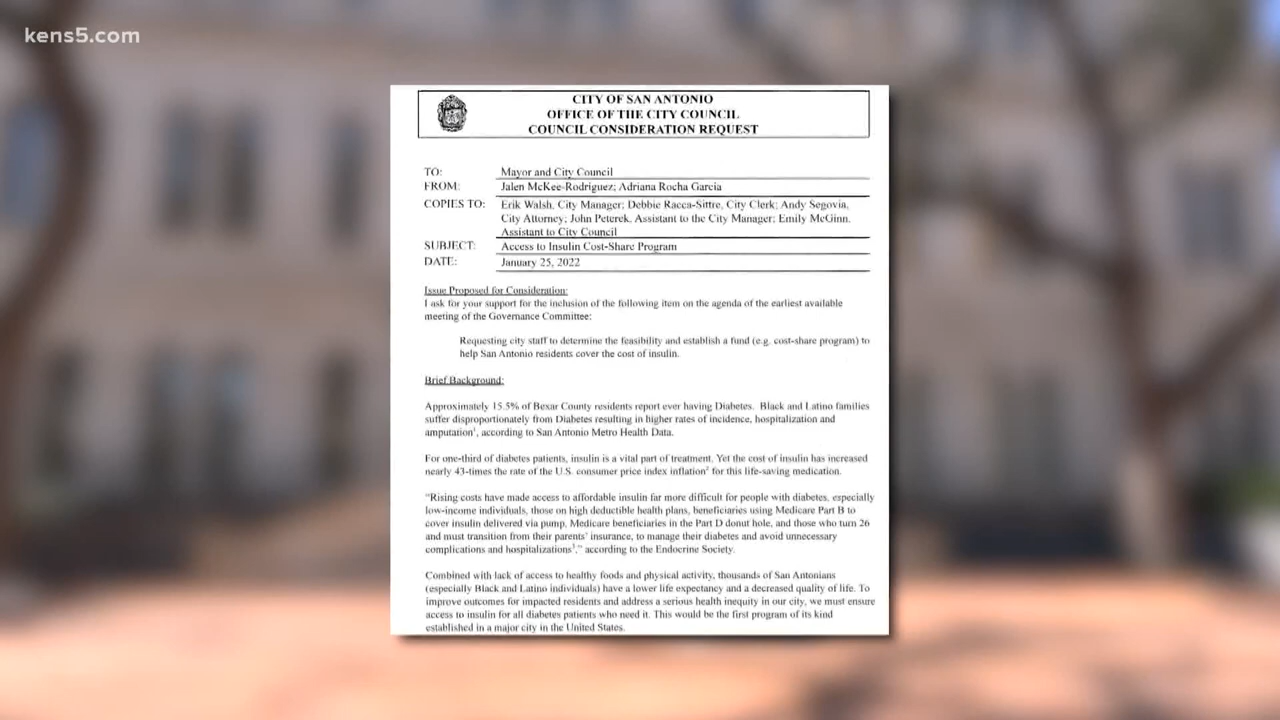 kens5.com
CITY OF SAN ANTONIO
OFFICE OF THE CITY COUNCIL
COUNCIL CONSIDERATION REQUEST
TO: Mayor and City Council
FROM: Jalen McKee-Rodriguez; Adriana Rocha Garcia
COPIES TO: Erik Walsh, City Manager; Debbie Racca-Sittre, City Clerk; Andy Segovia,
City Attorney; John Peterek, Assistant to the City Manager; Emily McGinn,
Assistant to City Council
SUBJECT: Access to Insulin Cost-Share Program
DATE: January 25, 2022
Issue Proposed for Consideration:
I ask for your support for the inclusion of the following item on the agenda of the earliest available
meeting of the Governance Committee:
Requesting city staff to determine the feasibility and establish a fund (e.g. cost-share program) to
help San Antonio residents cover the cost of insulin.
Brief Background:
Approximately 15.5% of Bexar County residents report ever having Diabetes. Black and Latino families
suffer disproportionately from Diabetes resulting in higher rates of incidence, hospitalization and
amputation¹, according to San Antonio Metro Health Data.
For one-third of diabetes patients, insulin is a vital part of treatment. Yet the cost of insulin has increased
nearly 43-times the rate of the U.S. consumer price index inflation² for this life-saving medication.
“Rising costs have made access to affordable insulin far more difficult for people with diabetes, especially
low-income individuals, those on high deductible health plans, beneficiaries using Medicare Part B to
cover insulin delivered via pump, Medicare beneficiaries in the Part D donut hole, and those who turn 26
and must transition from their parents’ insurance, to manage their diabetes and avoid unnecessary
complications and hospitalizations³,” according to the Endocrine Society.
Combined with lack of access to healthy foods and physical activity, thousands of San Antonians
(especially Black and Latino individuals) have a lower life expectancy and a decreased quality of life. To
improve outcomes for impacted residents and address a serious health inequity in our city, we must ensure
access to insulin for all diabetes patients who need it. This would be the first program of its kind
established in a major city in the United States.